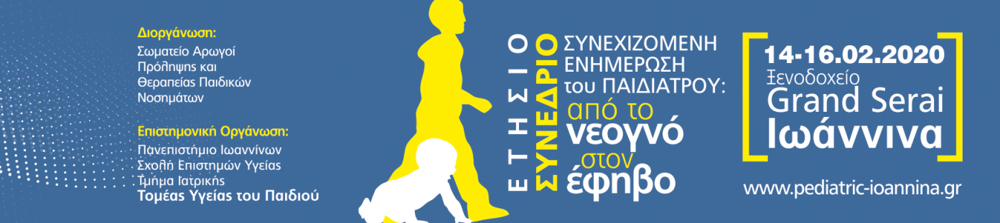 Διοργάνωση:
Σωματείο Αρωγοί
Πρόληψης και
Θεραπείας Παιδικών
Νοσημάτων
Επιστημονική Οργάνωση:
Πανεπιστήμιο Ιωαννίνων
Σχολή Επιστημών Υγείας
Τμήμα Ιατρικής
Τομέας Υγείας του Παιδιού
ΕΤΗΣΙΟ
ΣΥΝΕΔΡΙΟ
ΣΥΝΕΧΙΖΟΜΕΝΗ
ΕΝΗΜΕΡΩΣΗ
του ΠΑΙΔΙΑΤΡΟΥ:
από το
νεογνό
στον
έφηβο
14-16.02.2020
Ξενοδοχείο
Grand Serai
Ιωάννινα
www.pediatric-ioannina.gr